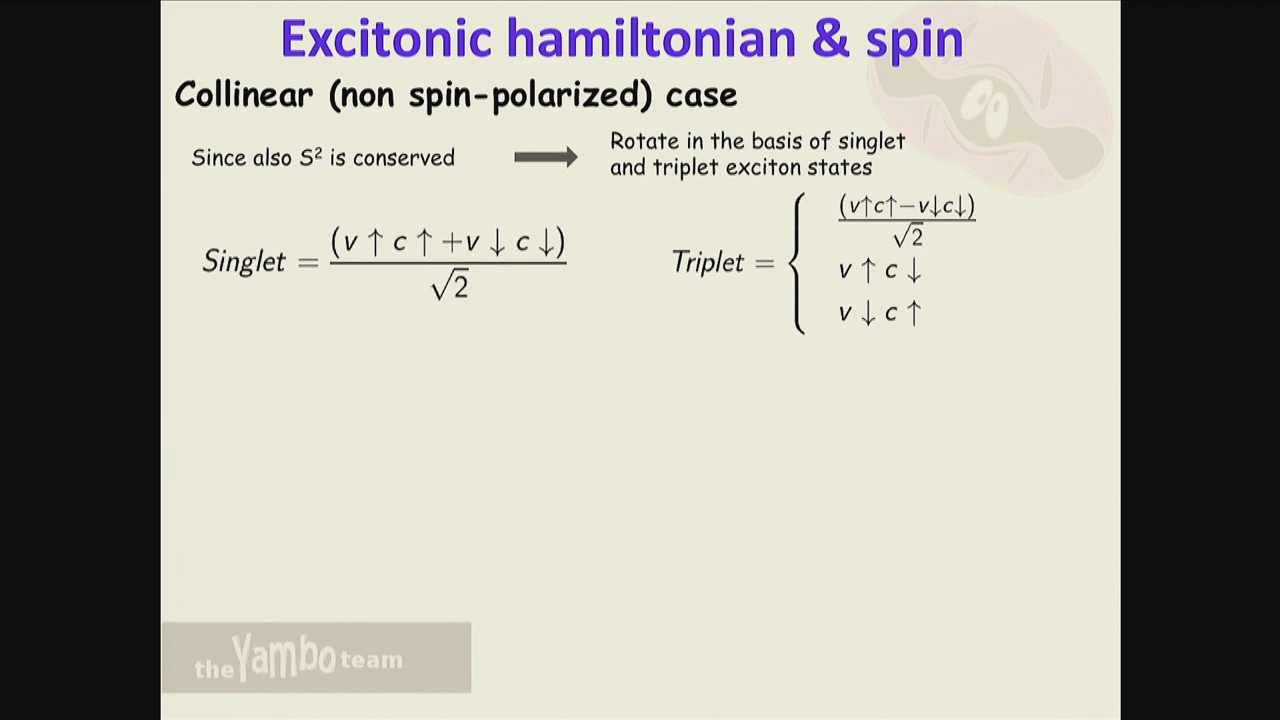 Excitonic hamiltonian & spin
Collinear (non spin-polarized) case
Since also S² is conserved
Rotate in the basis of singlet
and triplet exciton states
Singlet = (v ↑ c ↑ +v ↓ c ↓) / √2
Triplet = { (v↑c↑−v↓c↓) / √2
v ↑ c ↓
v ↓ c ↑
the Yambo team